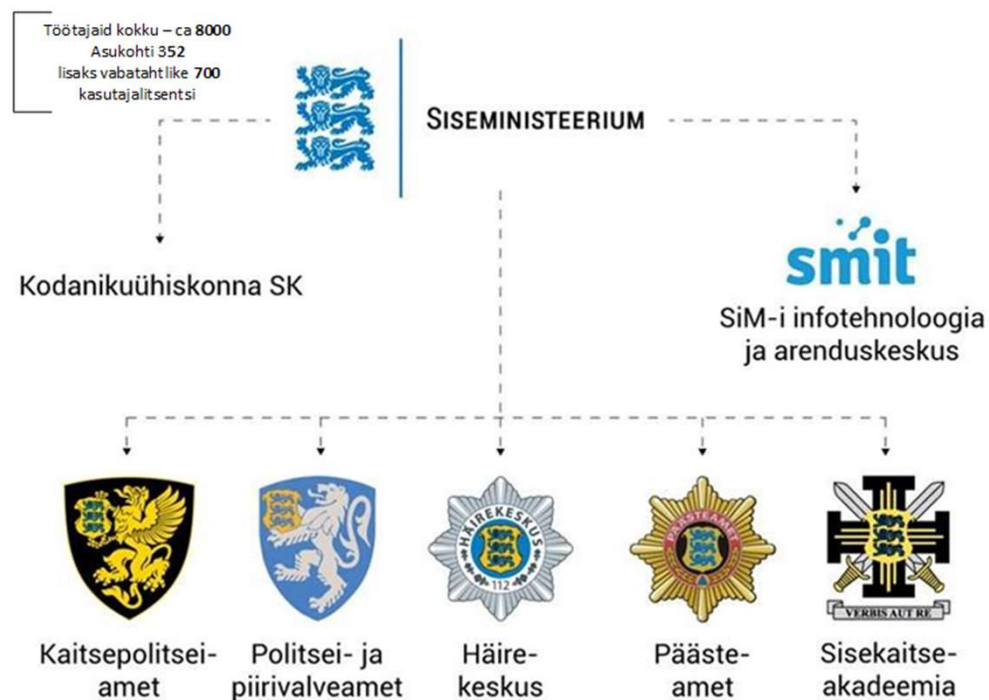 Töötajaid kokku – ca 8000
Asukohti 352
lisaks vabatahtlike 700
kasutajalitsentsi
SISEMINISTEERIUM
Kodanikuühiskonna SK
smit
SiM-i infotehnoloogia
ja arenduskeskus
HÄIREKESKUS
112
PÄÄSTEAMET
VERBIS AUT RE
Kaitsepolitsei-
amet
Politsei- ja
piirivalveamet
Häire-
keskus
Pääste-
amet
Sisekaitse-
akadeemia